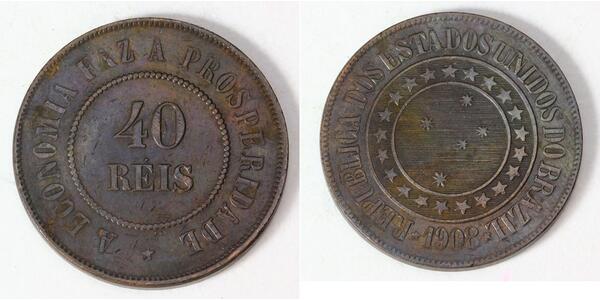 A ECONOMIA FAZ A PROSPERIDADE
40
RÉIS
REPUBLICA DOS ESTADOS UNIDOS DO BRAZIL
1908